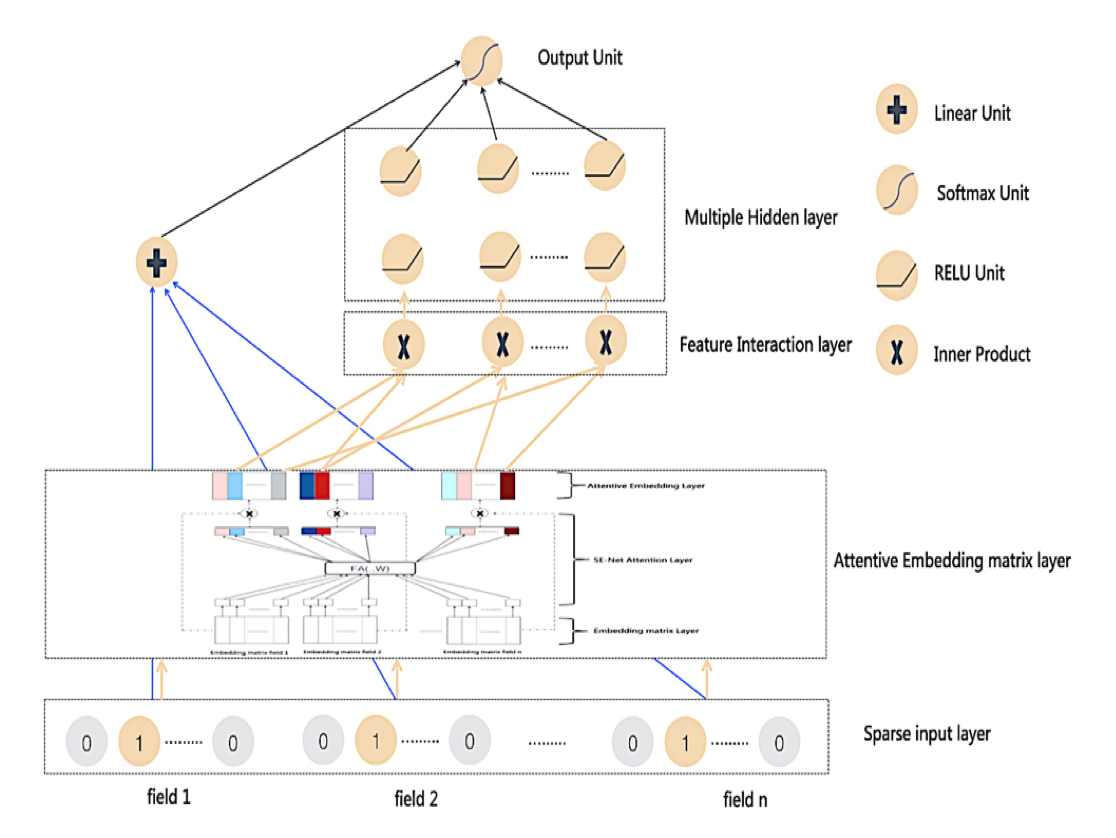 Output Unit
Linear Unit
Softmax Unit
Multiple Hidden layer
RELU Unit
Feature Interaction layer
Inner Product
Attentive Embedding Layer
SE-Net Attention Layer
Attentive Embedding matrix layer
FA(.,W)
Embedding matrix Layer
Embedding matrix field 1
Embedding matrix field 2
Embedding matrix field n
0 1 ......... 0
0 1 ......... 0
.........
0 1 ......... 0
Sparse input layer
field 1
field 2
field n